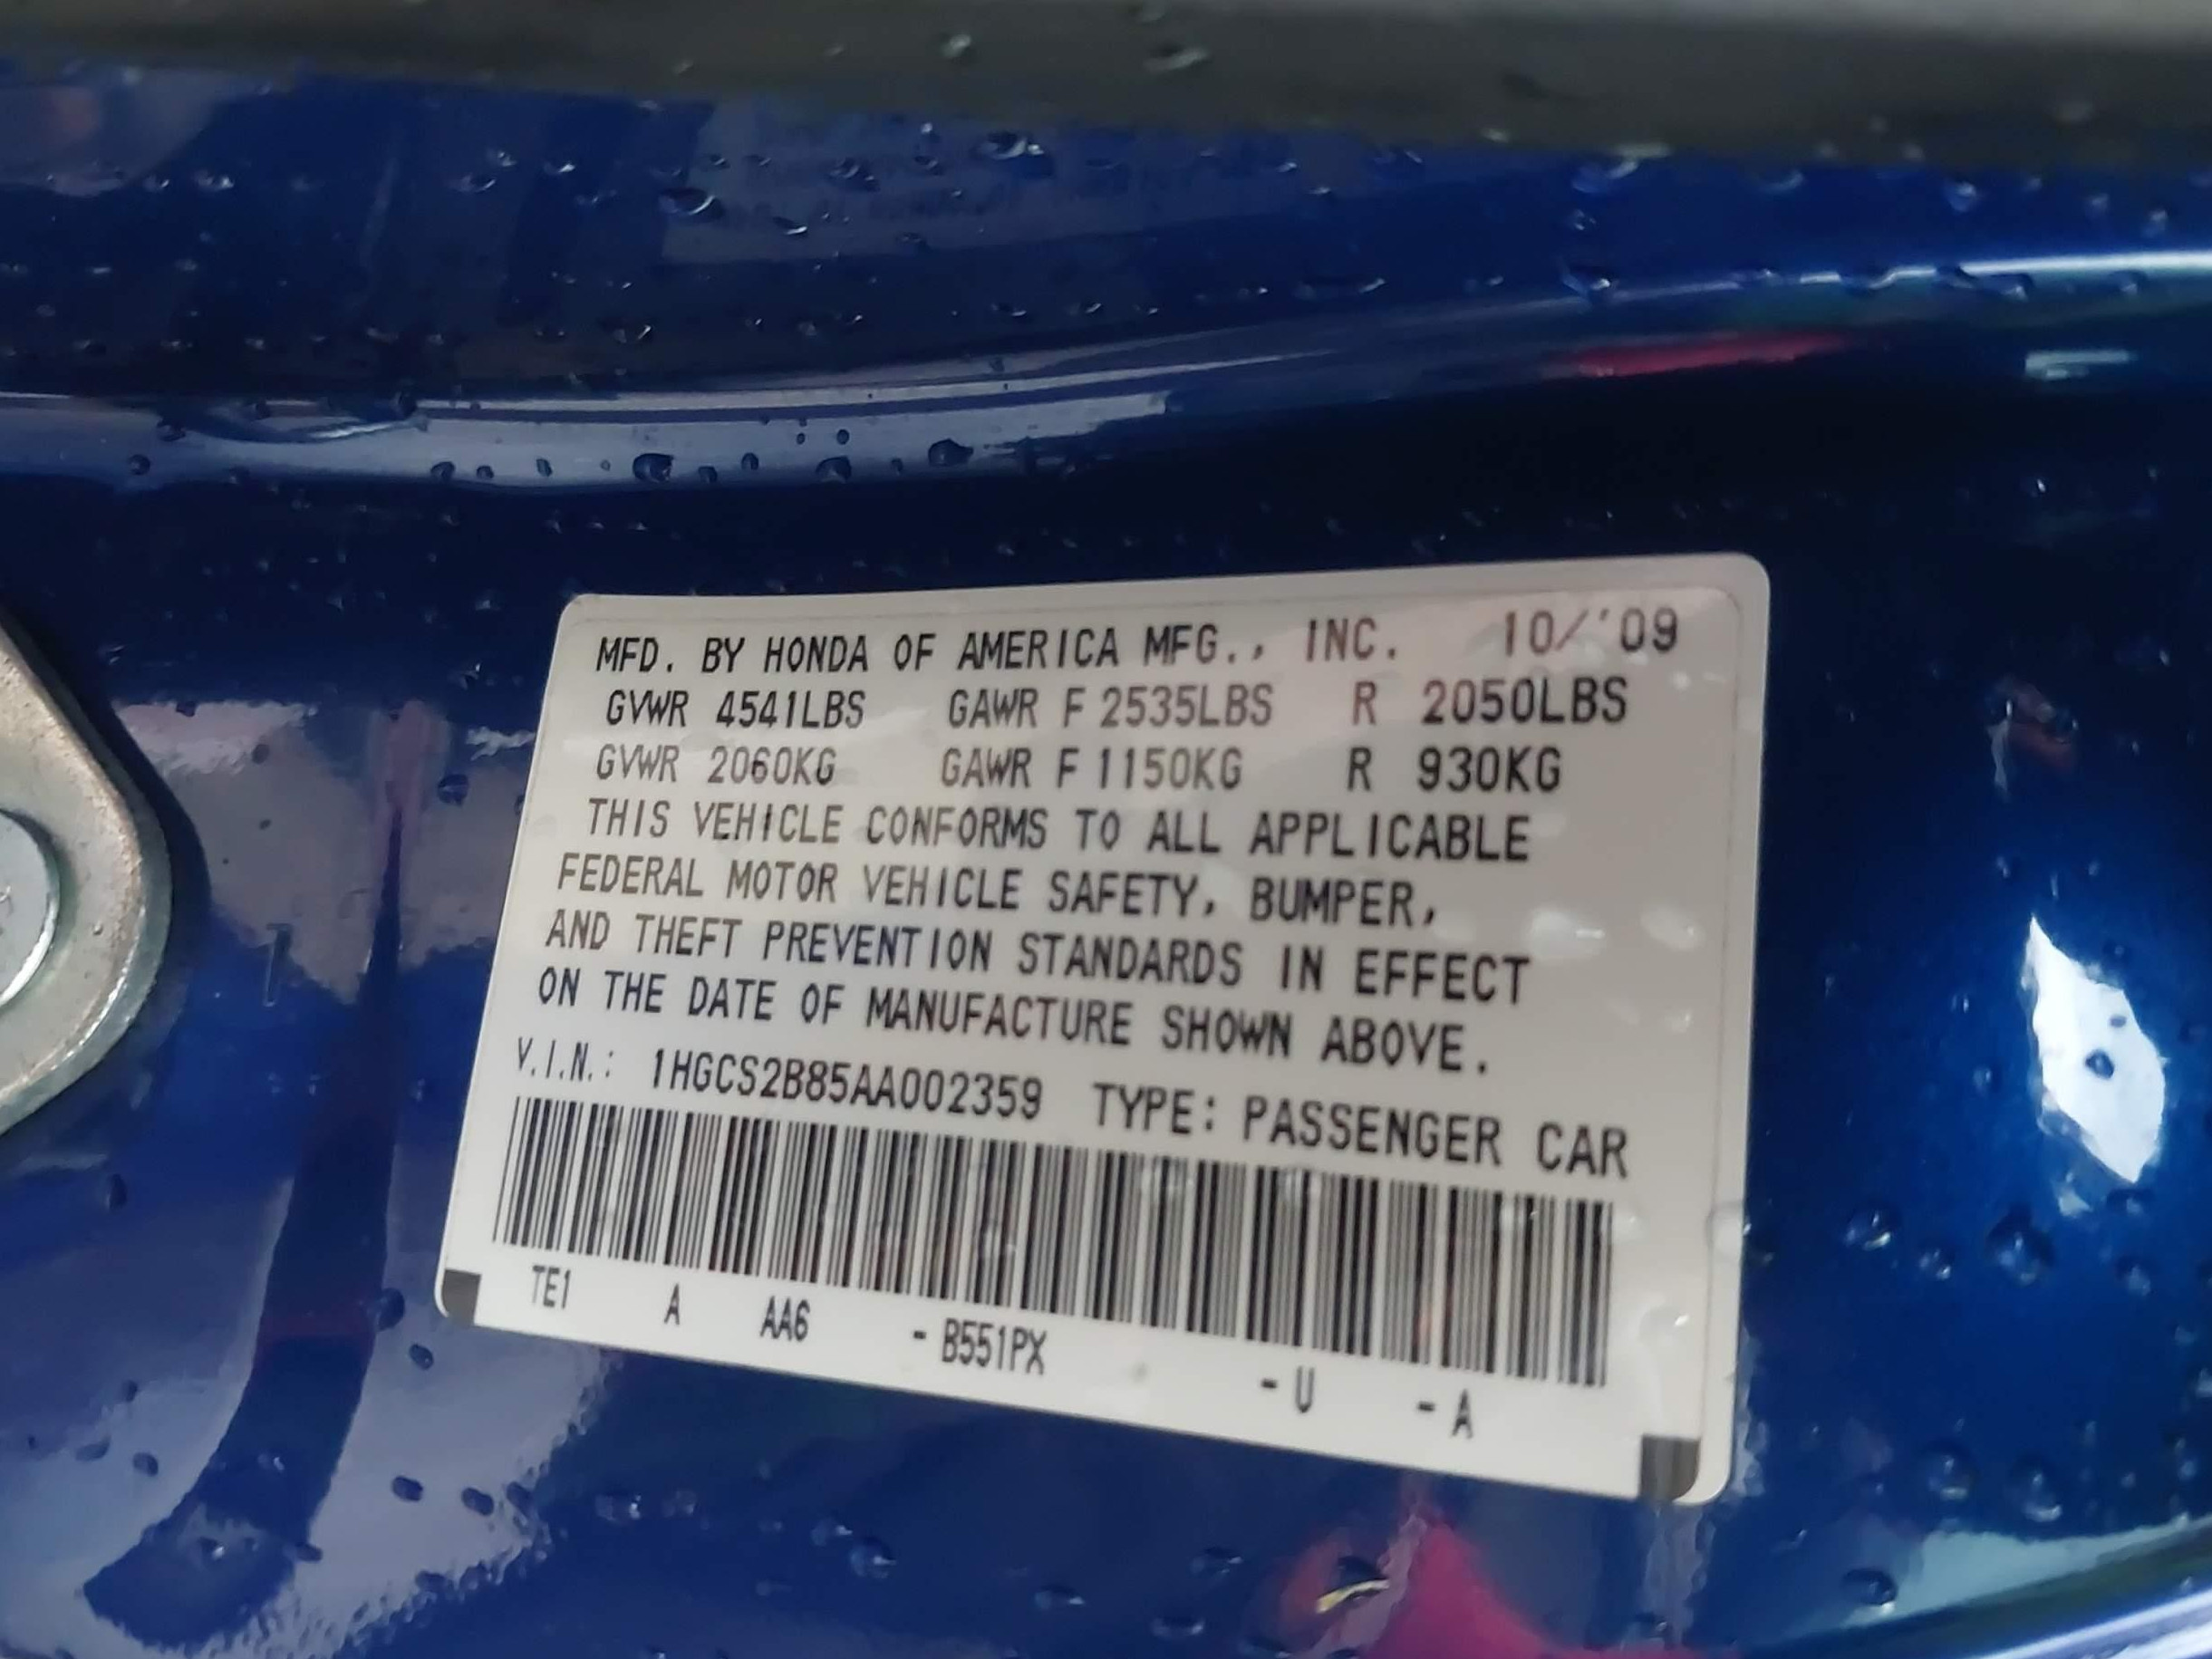 MFD. BY HONDA OF AMERICA MFG., INC. 10/'09
GVWR 4541LBS GAWR F 2535LBS R 2050LBS
GVWR 2060KG GAWR F 1150KG R 930KG
THIS VEHICLE CONFORMS TO ALL APPLICABLE
FEDERAL MOTOR VEHICLE SAFETY, BUMPER,
AND THEFT PREVENTION STANDARDS IN EFFECT
ON THE DATE OF MANUFACTURE SHOWN ABOVE.
V.I.N.: 1HGCS2B85AA002359 TYPE: PASSENGER CAR
TE1 A AA6 -B551PX -U -A